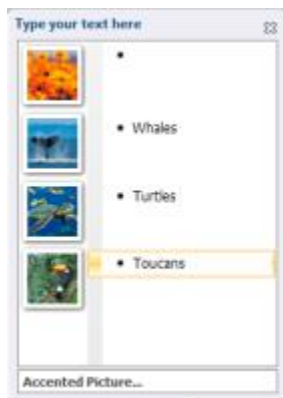 Type your text here
• 
• Whales
• Turtles
• Toucans
Accented Picture...